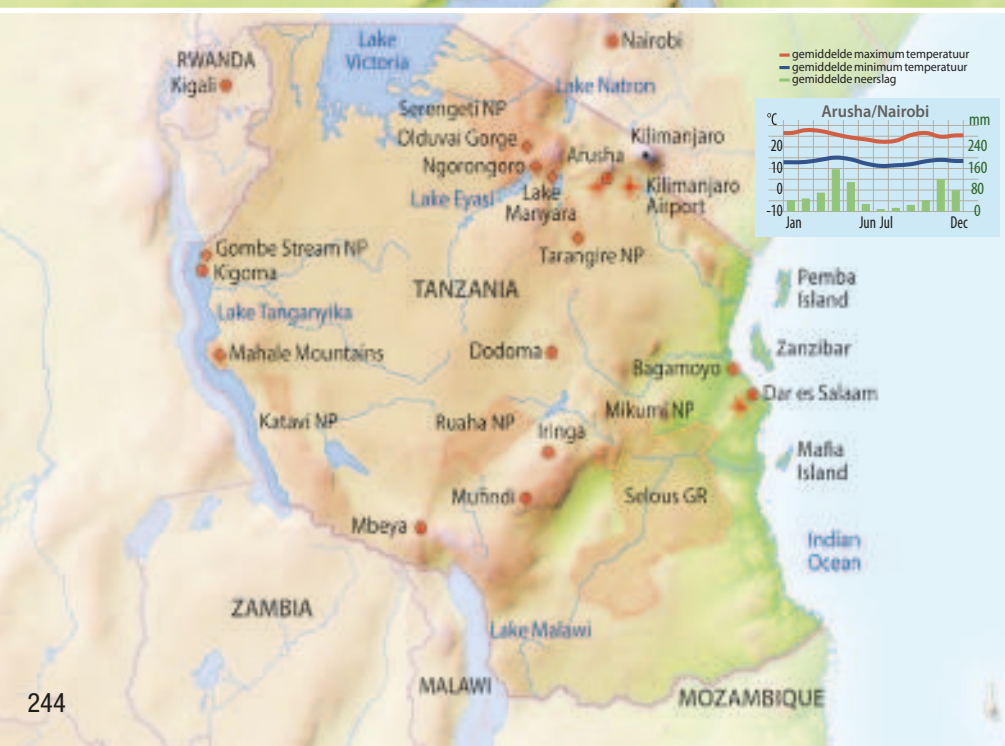 Lake
Victoria
Nairobi
RWANDA
Kigali
Lake Natron
Serengeti NP
Olduvai Gorge
Ngorongoro
Arusha
Kilimanjaro
Kilimanjaro
Airport
Lake Eyasi
Lake
Manyara
Tarangire NP
gemiddelde maximum temperatuur
gemiddelde minimum temperatuur
gemiddelde neerslag
Arusha/Nairobi
°C
mm
20
10
0
-10
240
160
80
0
Jan
Jun Jul
Dec
Gombe Stream NP
Kigoma
TANZANIA
Pemba
Island
Lake Tanganyika
Mahale Mountains
Dodoma
Bagamoyo
Zanzibar
Dar es Salaam
Katavi NP
Ruaha NP
Mikumi NP
Iringa
Mafia
Island
Mufindi
Selous GR
Mbeya
Indian
Ocean
ZAMBIA
Lake Malawi
MALAWI
MOZAMBIQUE
244